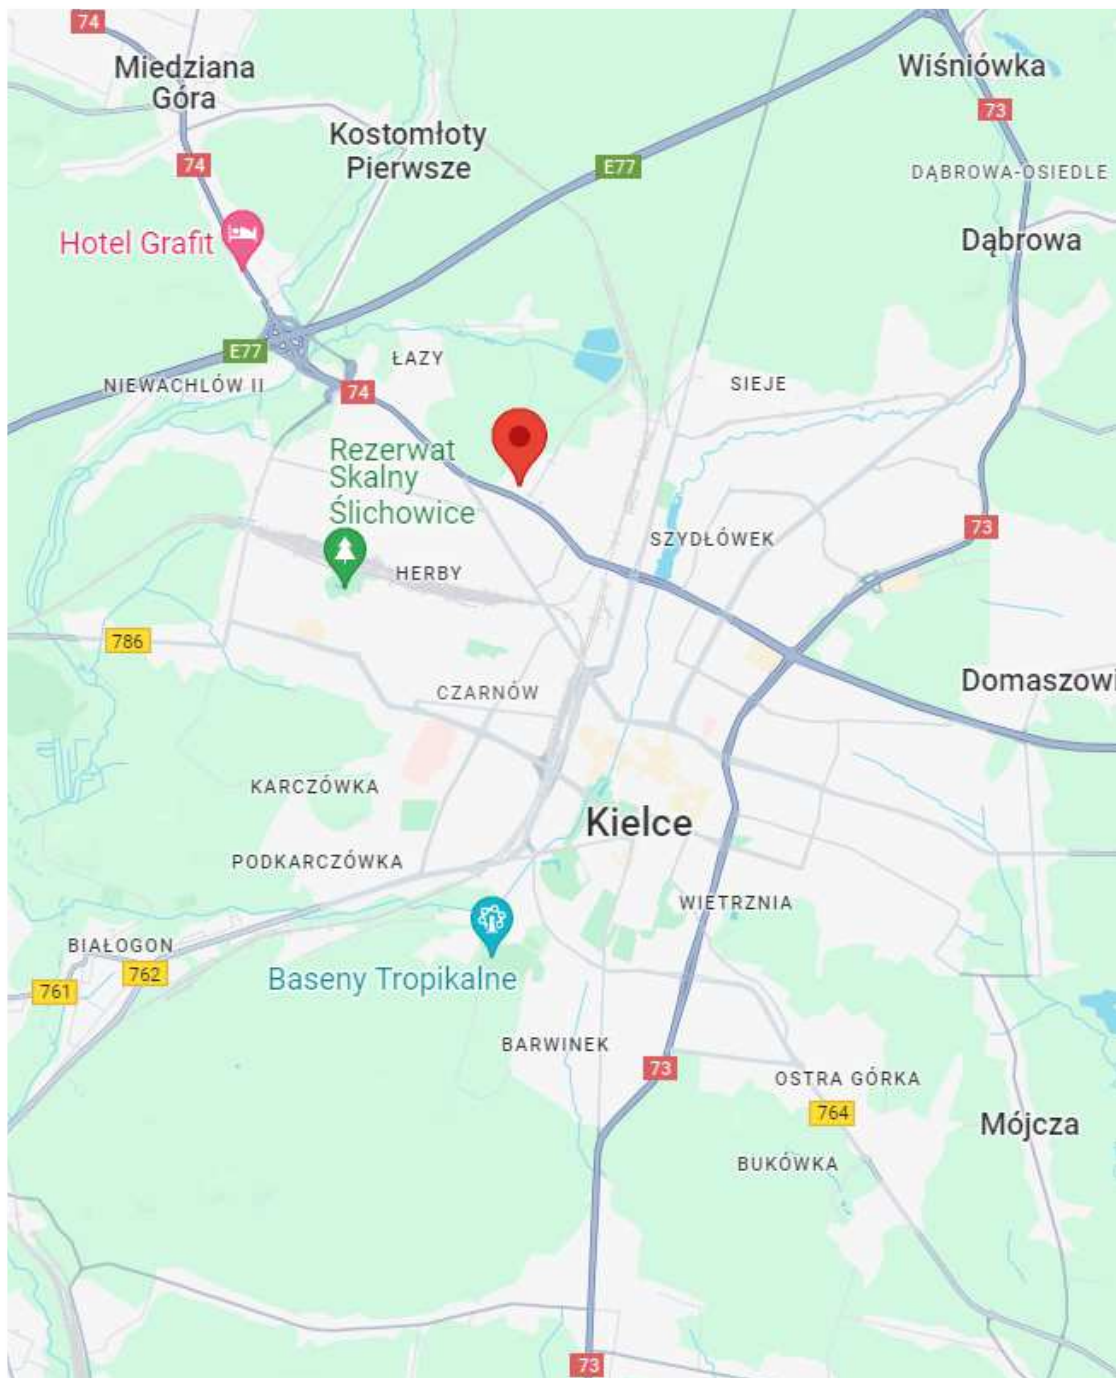 74
Miedziana
Góra
Wiśniówka
73
Kostomłoty
Pierwsze
74
E77
DĄBROWA-OSIEDLE
Hotel Grafit
Dąbrowa
E77
ŁAZY
NIEWACHLÓW II
74
SIEJE
Rezerwat
Skalny
Ślichowice
73
SZYDŁÓWEK
HERBY
786
Domaszowi
CZARNÓW
KARCZÓWKA
Kielce
PODKARCZÓWKA
WIETRZNIA
BIAŁOGON
762
761
Baseny Tropikalne
BARWINEK
73
OSTRA GÓRKA
764
Mójcza
BUKÓWKA
73